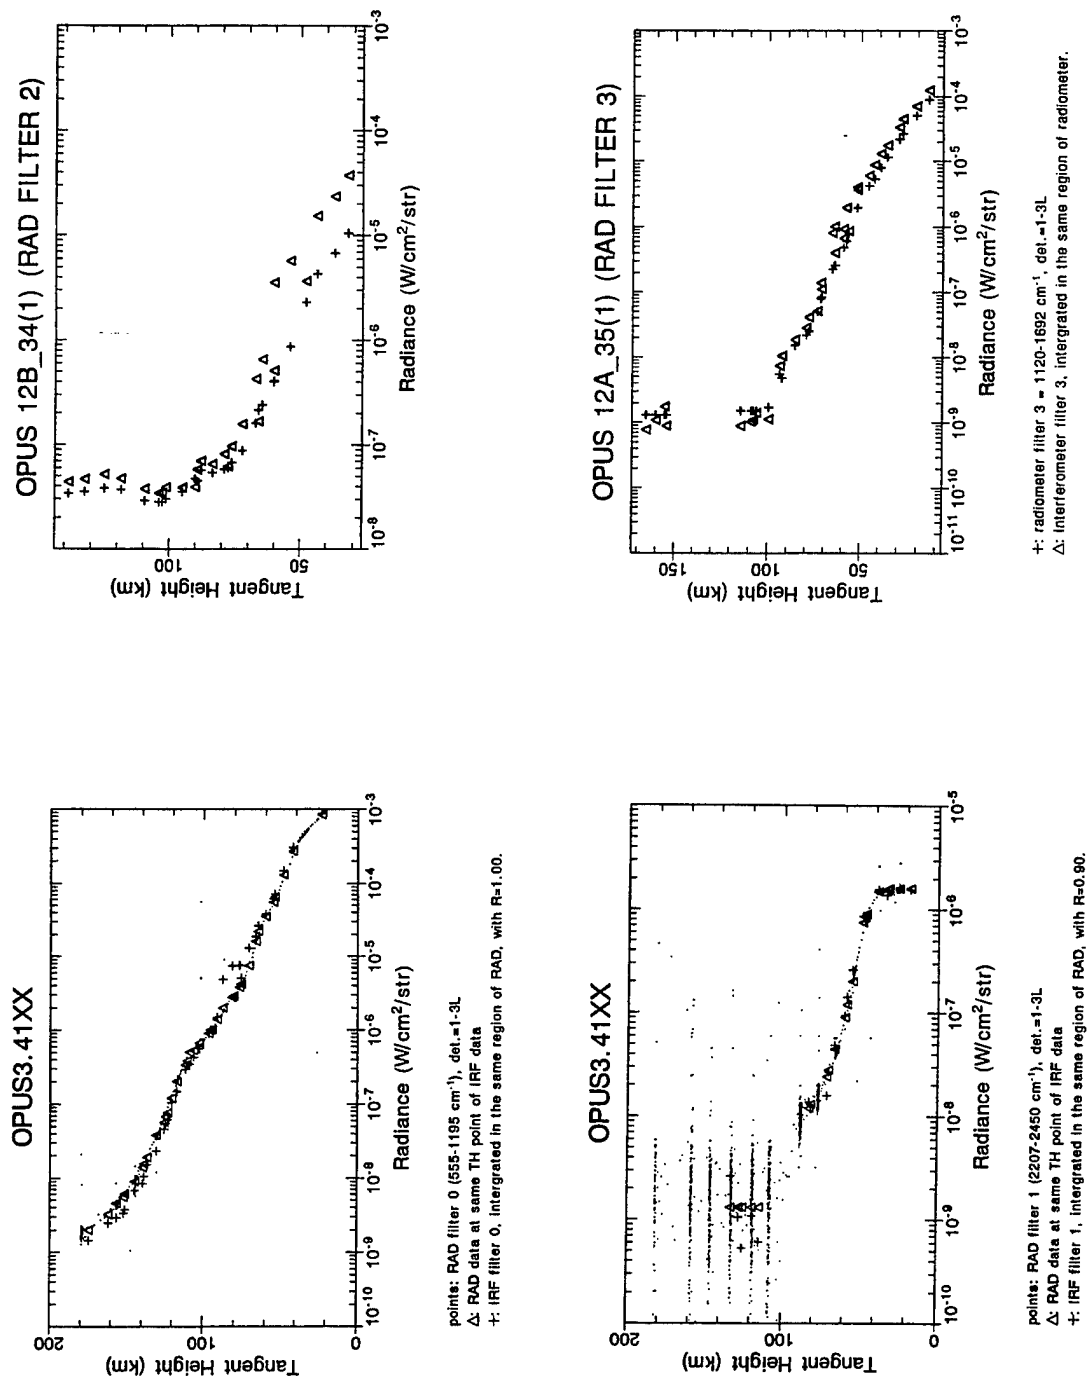 OPUS3.41XX
200
100
0
Tangent Height (km)
10-10
10-9
10-8
10-7
10-6
10-5
10-4
10-3
Radiance (W/cm2/str)
points: RAD filter 0 (555-1195 cm-1), det.=1-3L
Δ: RAD data at same TH point of IRF data
+: IRF filter 0, intergrated in the same region of RAD, with R=1.00.
OPUS 12B_34(1) (RAD FILTER 2)
100
50
Tangent Height (km)
10-8
10-7
10-6
10-5
10-4
10-3
Radiance (W/cm2/str)
OPUS3.41XX
200
100
0
Tangent Height (km)
10-10
10-9
10-8
10-7
10-6
10-5
Radiance (W/cm2/str)
points: RAD filter 1 (2207-2450 cm-1), det.=1-3L
Δ: RAD data at same TH point of IRF data
+: IRF filter 1, intergrated in the same region of RAD, with R=0.90.
OPUS 12A_35(1) (RAD FILTER 3)
150
100
50
Tangent Height (km)
10-11
10-10
10-9
10-8
10-7
10-6
10-5
10-4
10-3
Radiance (W/cm2/str)
+: radiometer filter 3 = 1120-1692 cm-1, det.=1-3L
Δ: interferometer filter 3, intergrated in the same region of radiometer.